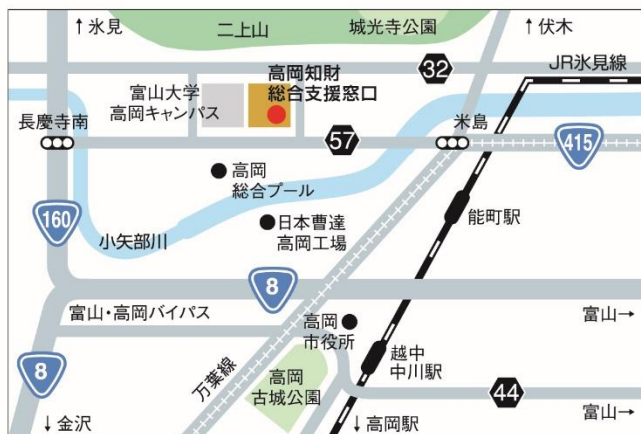 ↑氷見
二上山
城光寺公園
↑伏木
32
JR氷見線
高岡知財
総合支援窓口
富山大学
高岡キャンパス
長慶寺南
57
米島
415
高岡
総合プール
160
日本曹達
高岡工場
能町駅
小矢部川
8
富山・高岡バイパス
富山→
高岡
市役所
8
万葉線
越中
中川駅
高岡
古城公園
44
↓金沢
↓高岡駅
富山→